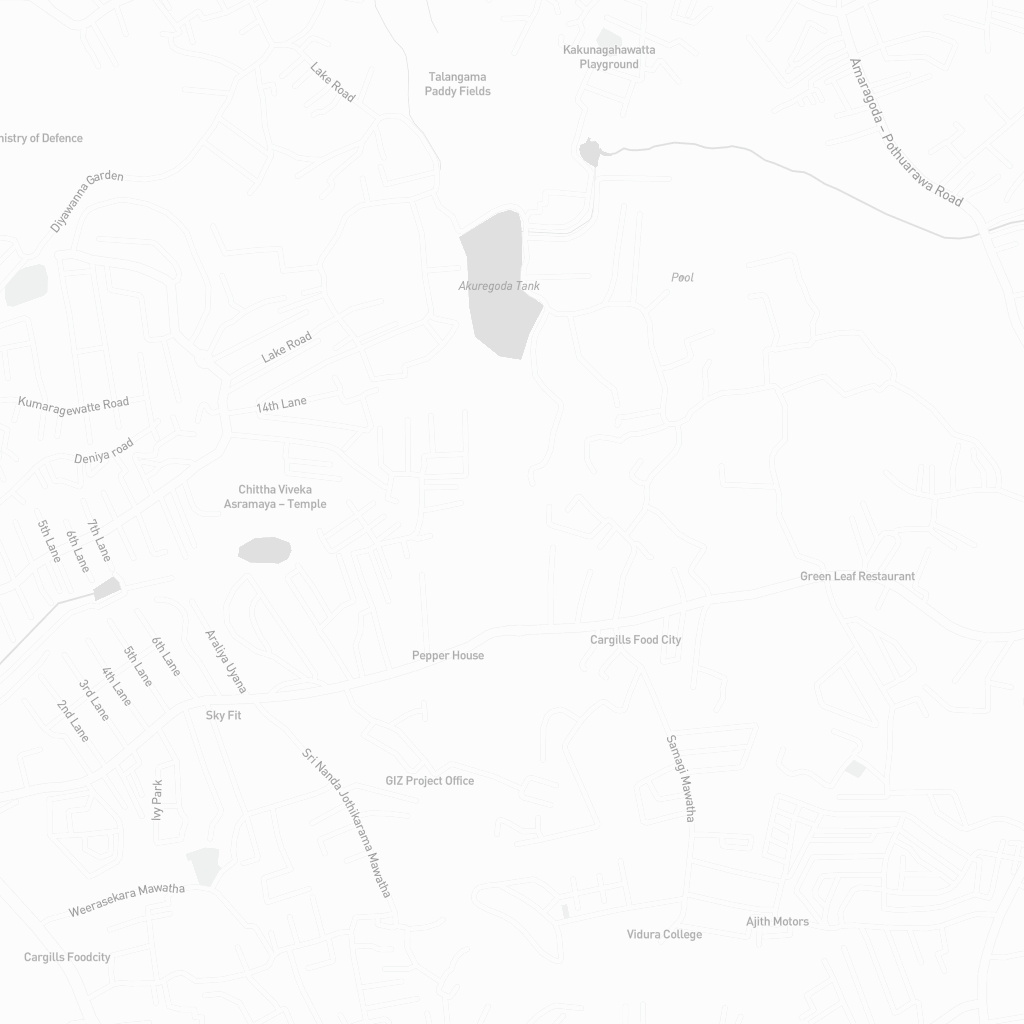 Kakunagahawatta
Playground
Lake Road
Talangama
Paddy Fields
Amaragoda – Pothuarawa Road
nistry of Defence
Diyawanna Garden
Pool
Akuregoda Tank
Lake Road
Kumaragewatte Road
14th Lane
Deniya road
Chittha Viveka
Asramaya – Temple
5th Lane
6th Lane
7th Lane
Green Leaf Restaurant
Cargills Food City
Pepper House
6th Lane
5th Lane
4th Lane
3rd Lane
2nd Lane
Araliya Uyana
Sky Fit
Sri Nanda Jothikarama Mawatha
GIZ Project Office
Samagi Mawatha
Ivy Park
Weerasekara Mawatha
Ajith Motors
Vidura College
Cargills Foodcity